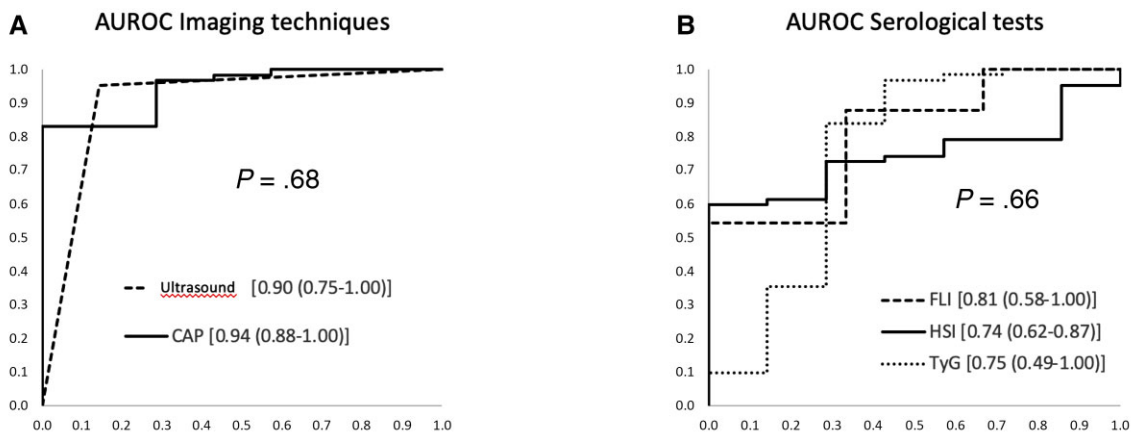 A
AUROC Imaging techniques
1.0
0.9
0.8
0.7
0.6
0.5
0.4
0.3
0.2
0.1
0.0
P = .68
Ultrasound [0.90 (0.75-1.00)]
CAP [0.94 (0.88-1.00)]
0.0 0.1 0.2 0.3 0.4 0.5 0.6 0.7 0.8 0.9 1.0
B
AUROC Serological tests
1.0
0.9
0.8
0.7
0.6
0.5
0.4
0.3
0.2
0.1
0.0
P = .66
FLI [0.81 (0.58-1.00)]
HSI [0.74 (0.62-0.87)]
TyG [0.75 (0.49-1.00)]
0.0 0.1 0.2 0.3 0.4 0.5 0.6 0.7 0.8 0.9 1.0